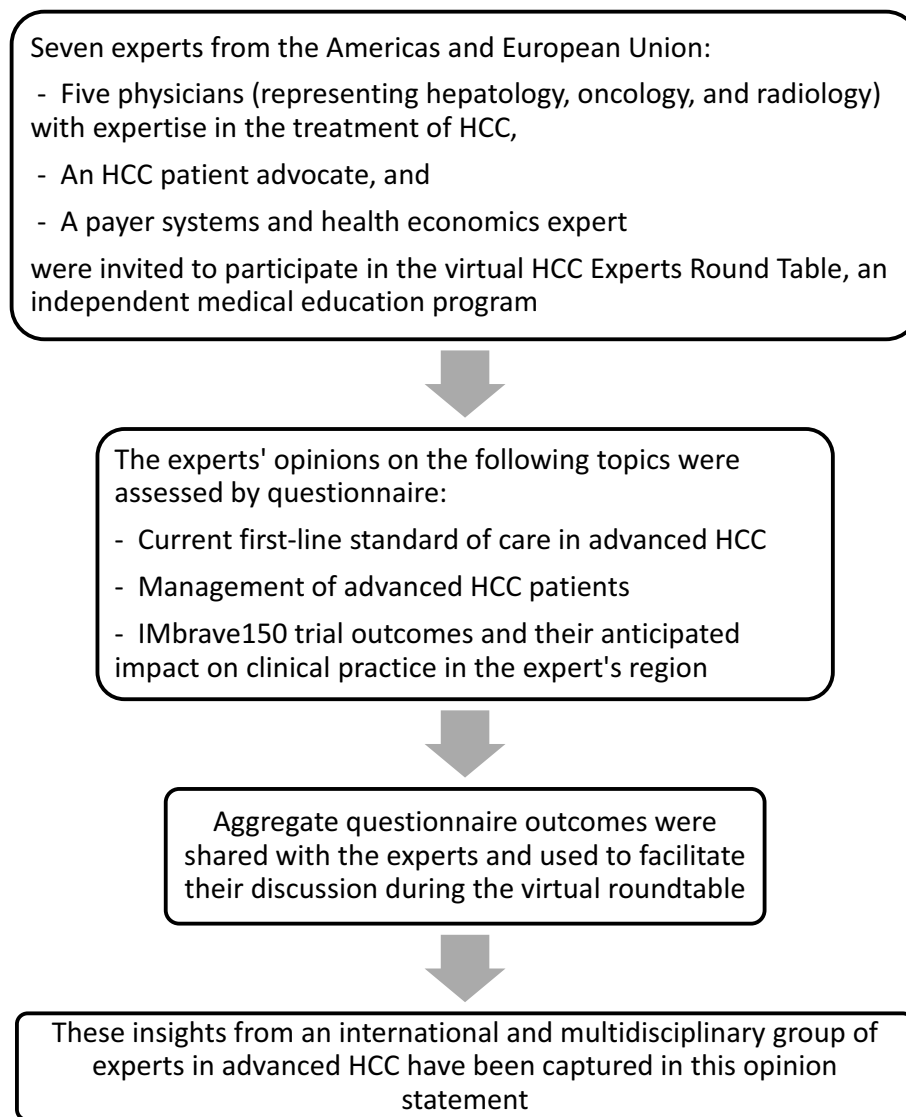 Seven experts from the Americas and European Union:
- Five physicians (representing hepatology, oncology, and radiology)
with expertise in the treatment of HCC,
- An HCC patient advocate, and
- A payer systems and health economics expert
were invited to participate in the virtual HCC Experts Round Table, an
independent medical education program
The experts' opinions on the following topics were
assessed by questionnaire:
- Current first-line standard of care in advanced HCC
- Management of advanced HCC patients
- IMbrave150 trial outcomes and their anticipated
impact on clinical practice in the expert's region
Aggregate questionnaire outcomes were
shared with the experts and used to facilitate
their discussion during the virtual roundtable
These insights from an international and multidisciplinary group of
experts in advanced HCC have been captured in this opinion
statement